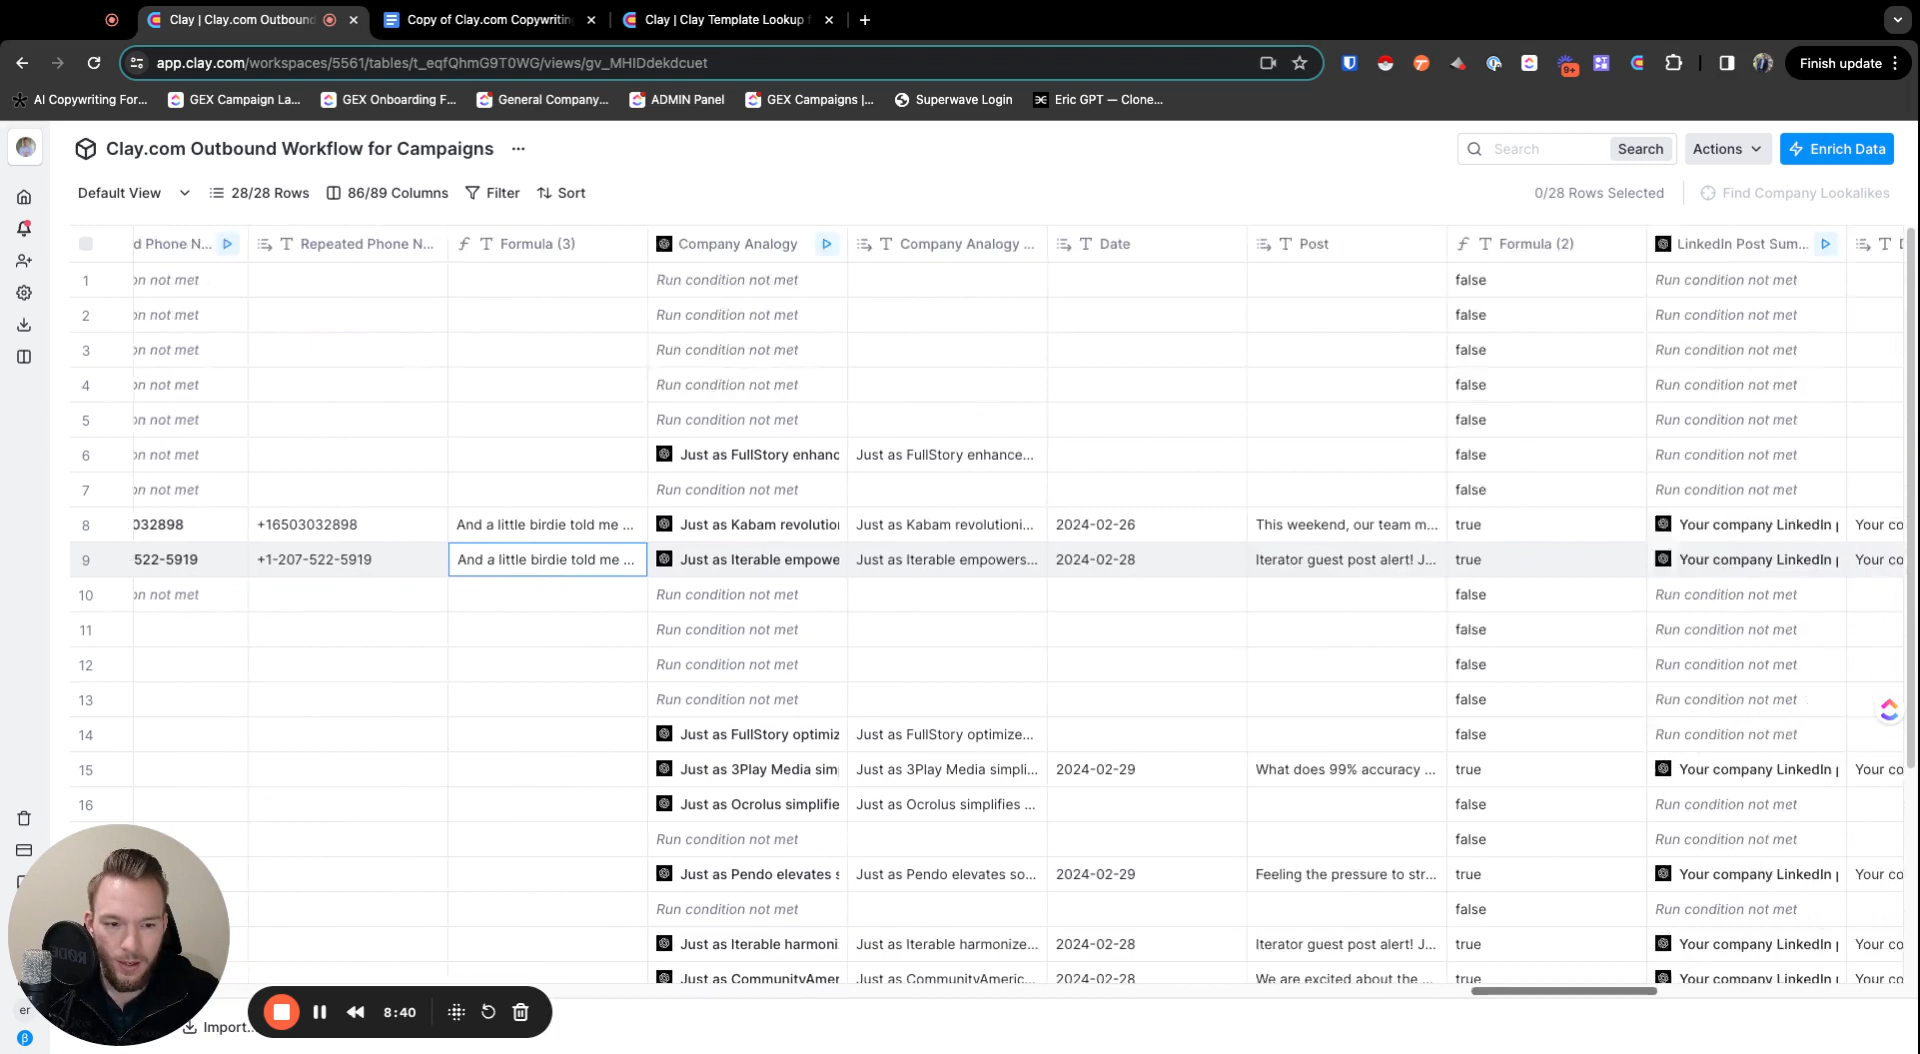 Clay | Clay.com Outbound
Copy of Clay.com Copywriting
Clay | Clay Template Lookup f
app.clay.com/workspaces/5561/tables/t_eqfQhmG9T0WG/views/gv_MHIDdekdcuet
9+
Finish update
AI Copywriting For...
GEX Campaign La...
GEX Onboarding F...
General Company...
ADMIN Panel
GEX Campaigns |...
Superwave Login
Eric GPT — Clone...
Clay.com Outbound Workflow for Campaigns
Search
Search
Actions
Enrich Data
Default View
28/28 Rows
86/89 Columns
Filter
Sort
0/28 Rows Selected
Find Company Lookalikes
d Phone N... Repeated Phone N... Formula (3) Company Analogy Company Analogy ... Date Post Formula (2) LinkedIn Post Sum...
1 on not met Run condition not met false Run condition not met
2 on not met Run condition not met false Run condition not met
3 on not met Run condition not met false Run condition not met
4 on not met Run condition not met false Run condition not met
5 on not met Run condition not met false Run condition not met
6 on not met Just as FullStory enhanc Just as FullStory enhance... false Run condition not met
7 on not met Run condition not met false Run condition not met
8 032898 +16503032898 And a little birdie told me ... Just as Kabam revolution Just as Kabam revolutioni... 2024-02-26 This weekend, our team m... true Your company LinkedIn p Your co
9 522-5919 +1-207-522-5919 And a little birdie told me ... Just as Iterable empowe Just as Iterable empowers... 2024-02-28 Iterator guest post alert! J... true Your company LinkedIn p Your co
10 on not met Run condition not met false Run condition not met
11 Run condition not met false Run condition not met
12 Run condition not met false Run condition not met
13 Run condition not met false Run condition not met
14 Just as FullStory optimiz Just as FullStory optimize... false Run condition not met
15 Just as 3Play Media sim Just as 3Play Media simpli... 2024-02-29 What does 99% accuracy ... true Your company LinkedIn p Your co
16 Just as Ocrolus simplifie Just as Ocrolus simplifies ... false Run condition not met
Run condition not met false Run condition not met
Just as Pendo elevates s Just as Pendo elevates so... 2024-02-29 Feeling the pressure to str... true Your company LinkedIn p Your co
Run condition not met false Run condition not met
Just as Iterable harmoni Just as Iterable harmonize... 2024-02-28 Iterator guest post alert! J... true Your company LinkedIn p Your co
Just as CommunityAmer Just as CommunityAmeric... 2024-02-28 We are excited about the ... true Your company LinkedIn p Your co
RØDE
er
β
8:40
Import...